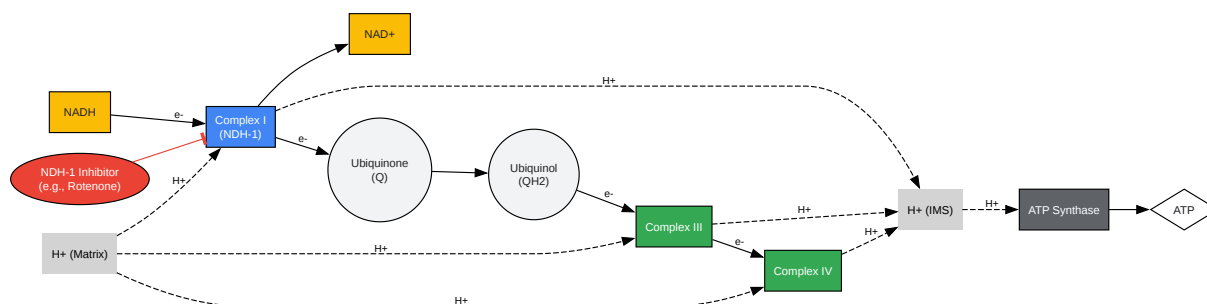 NAD+
H+
NADH
e-
Complex I
(NDH-1)
e-
NDH-1 Inhibitor
(e.g., Rotenone)
H+
Ubiquinone
(Q)
Ubiquinol
(QH2)
e-
H+ (Matrix)
H+
Complex III
H+
e-
Complex IV
H+
H+ (IMS)
H+
ATP Synthase
ATP
H+